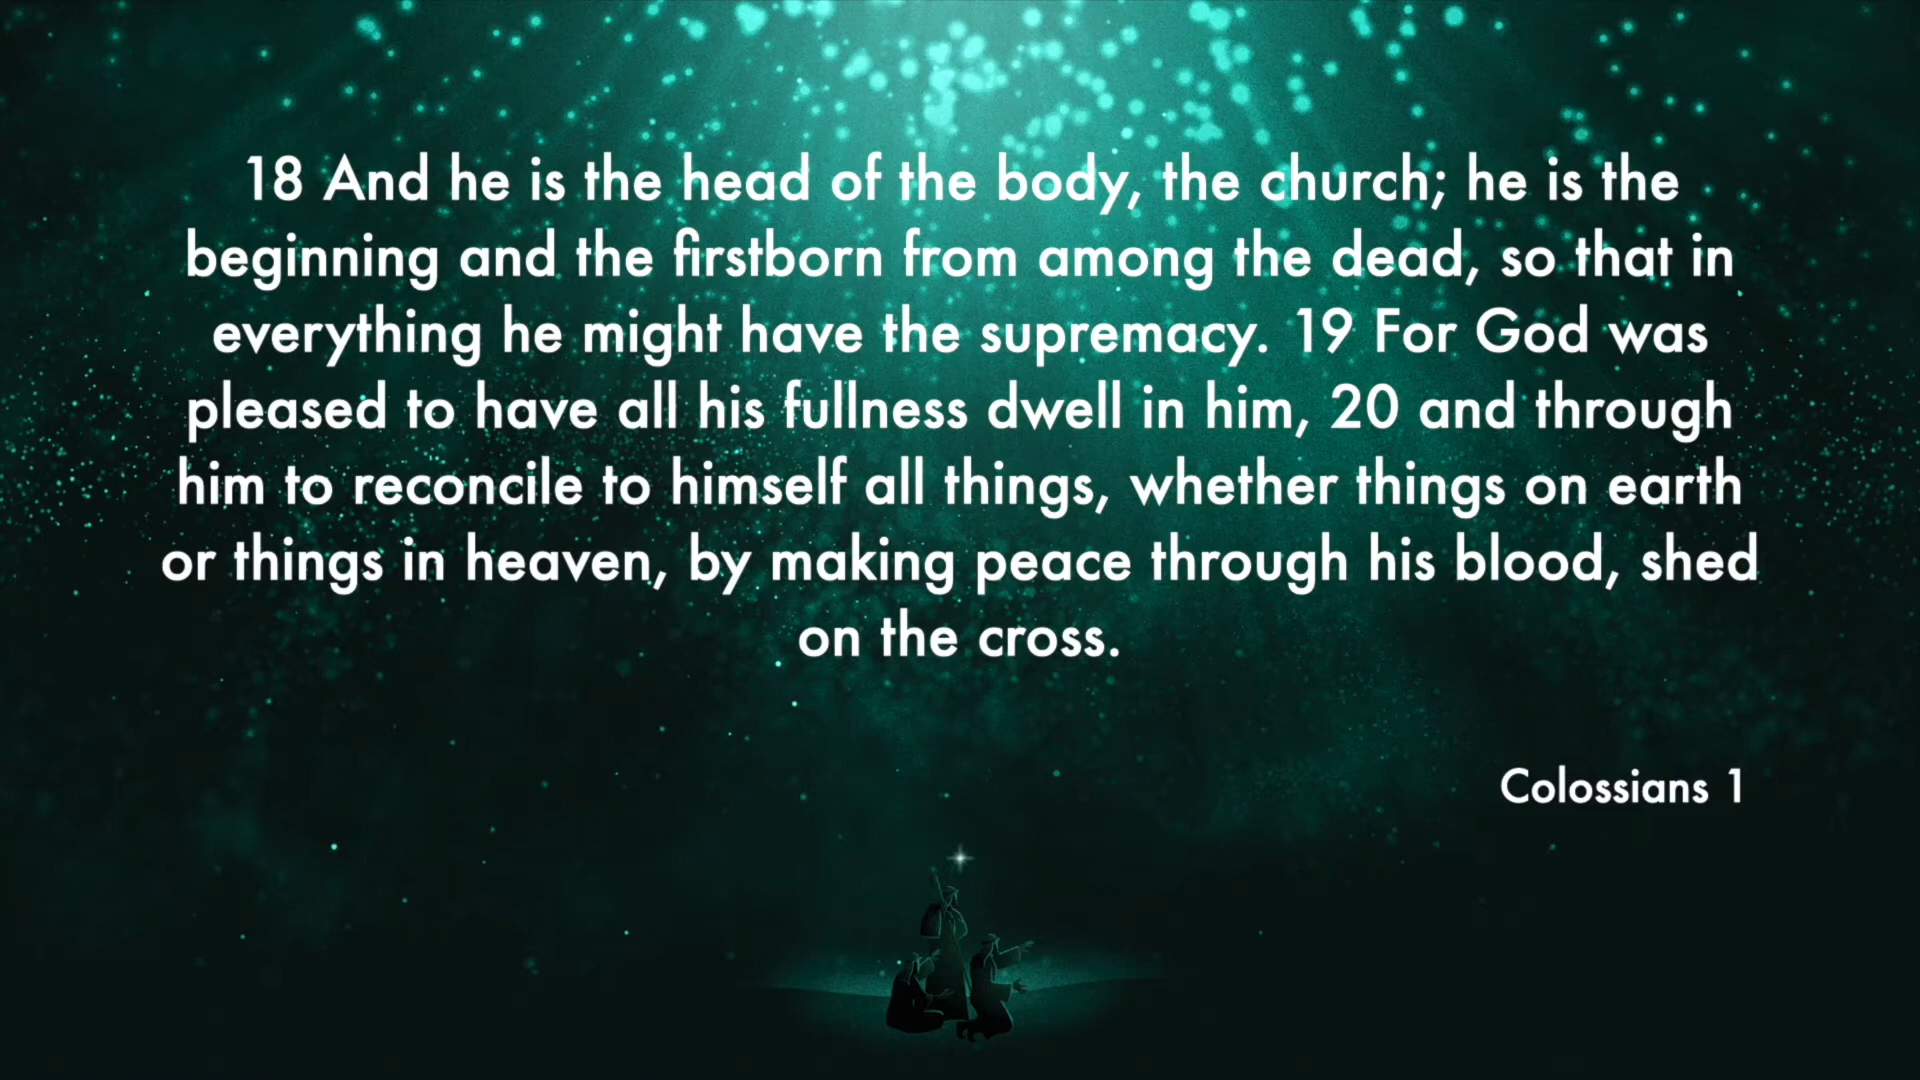 18 And he is the head of the body, the church; he is the
beginning and the firstborn from among the dead, so that in
everything he might have the supremacy. 19 For God was
pleased to have all his fullness dwell in him, 20 and through
him to reconcile to himself all things, whether things on earth
or things in heaven, by making peace through his blood, shed
on the cross.
Colossians 1